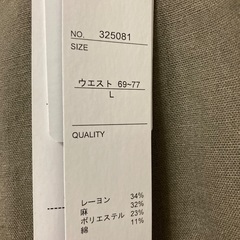 NO. 325081
SIZE
ウエスト 69~77
L
QUALITY
レーヨン 34%
麻 32%
ポリエステル 23%
綿 11%